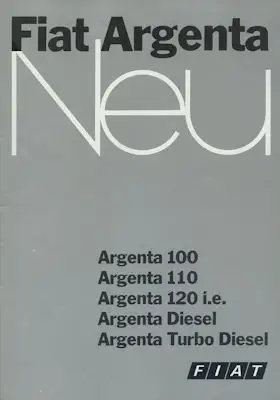 Fiat Argenta
Neu
Argenta 100
Argenta 110
Argenta 120 i.e.
Argenta Diesel
Argenta Turbo Diesel
FIAT